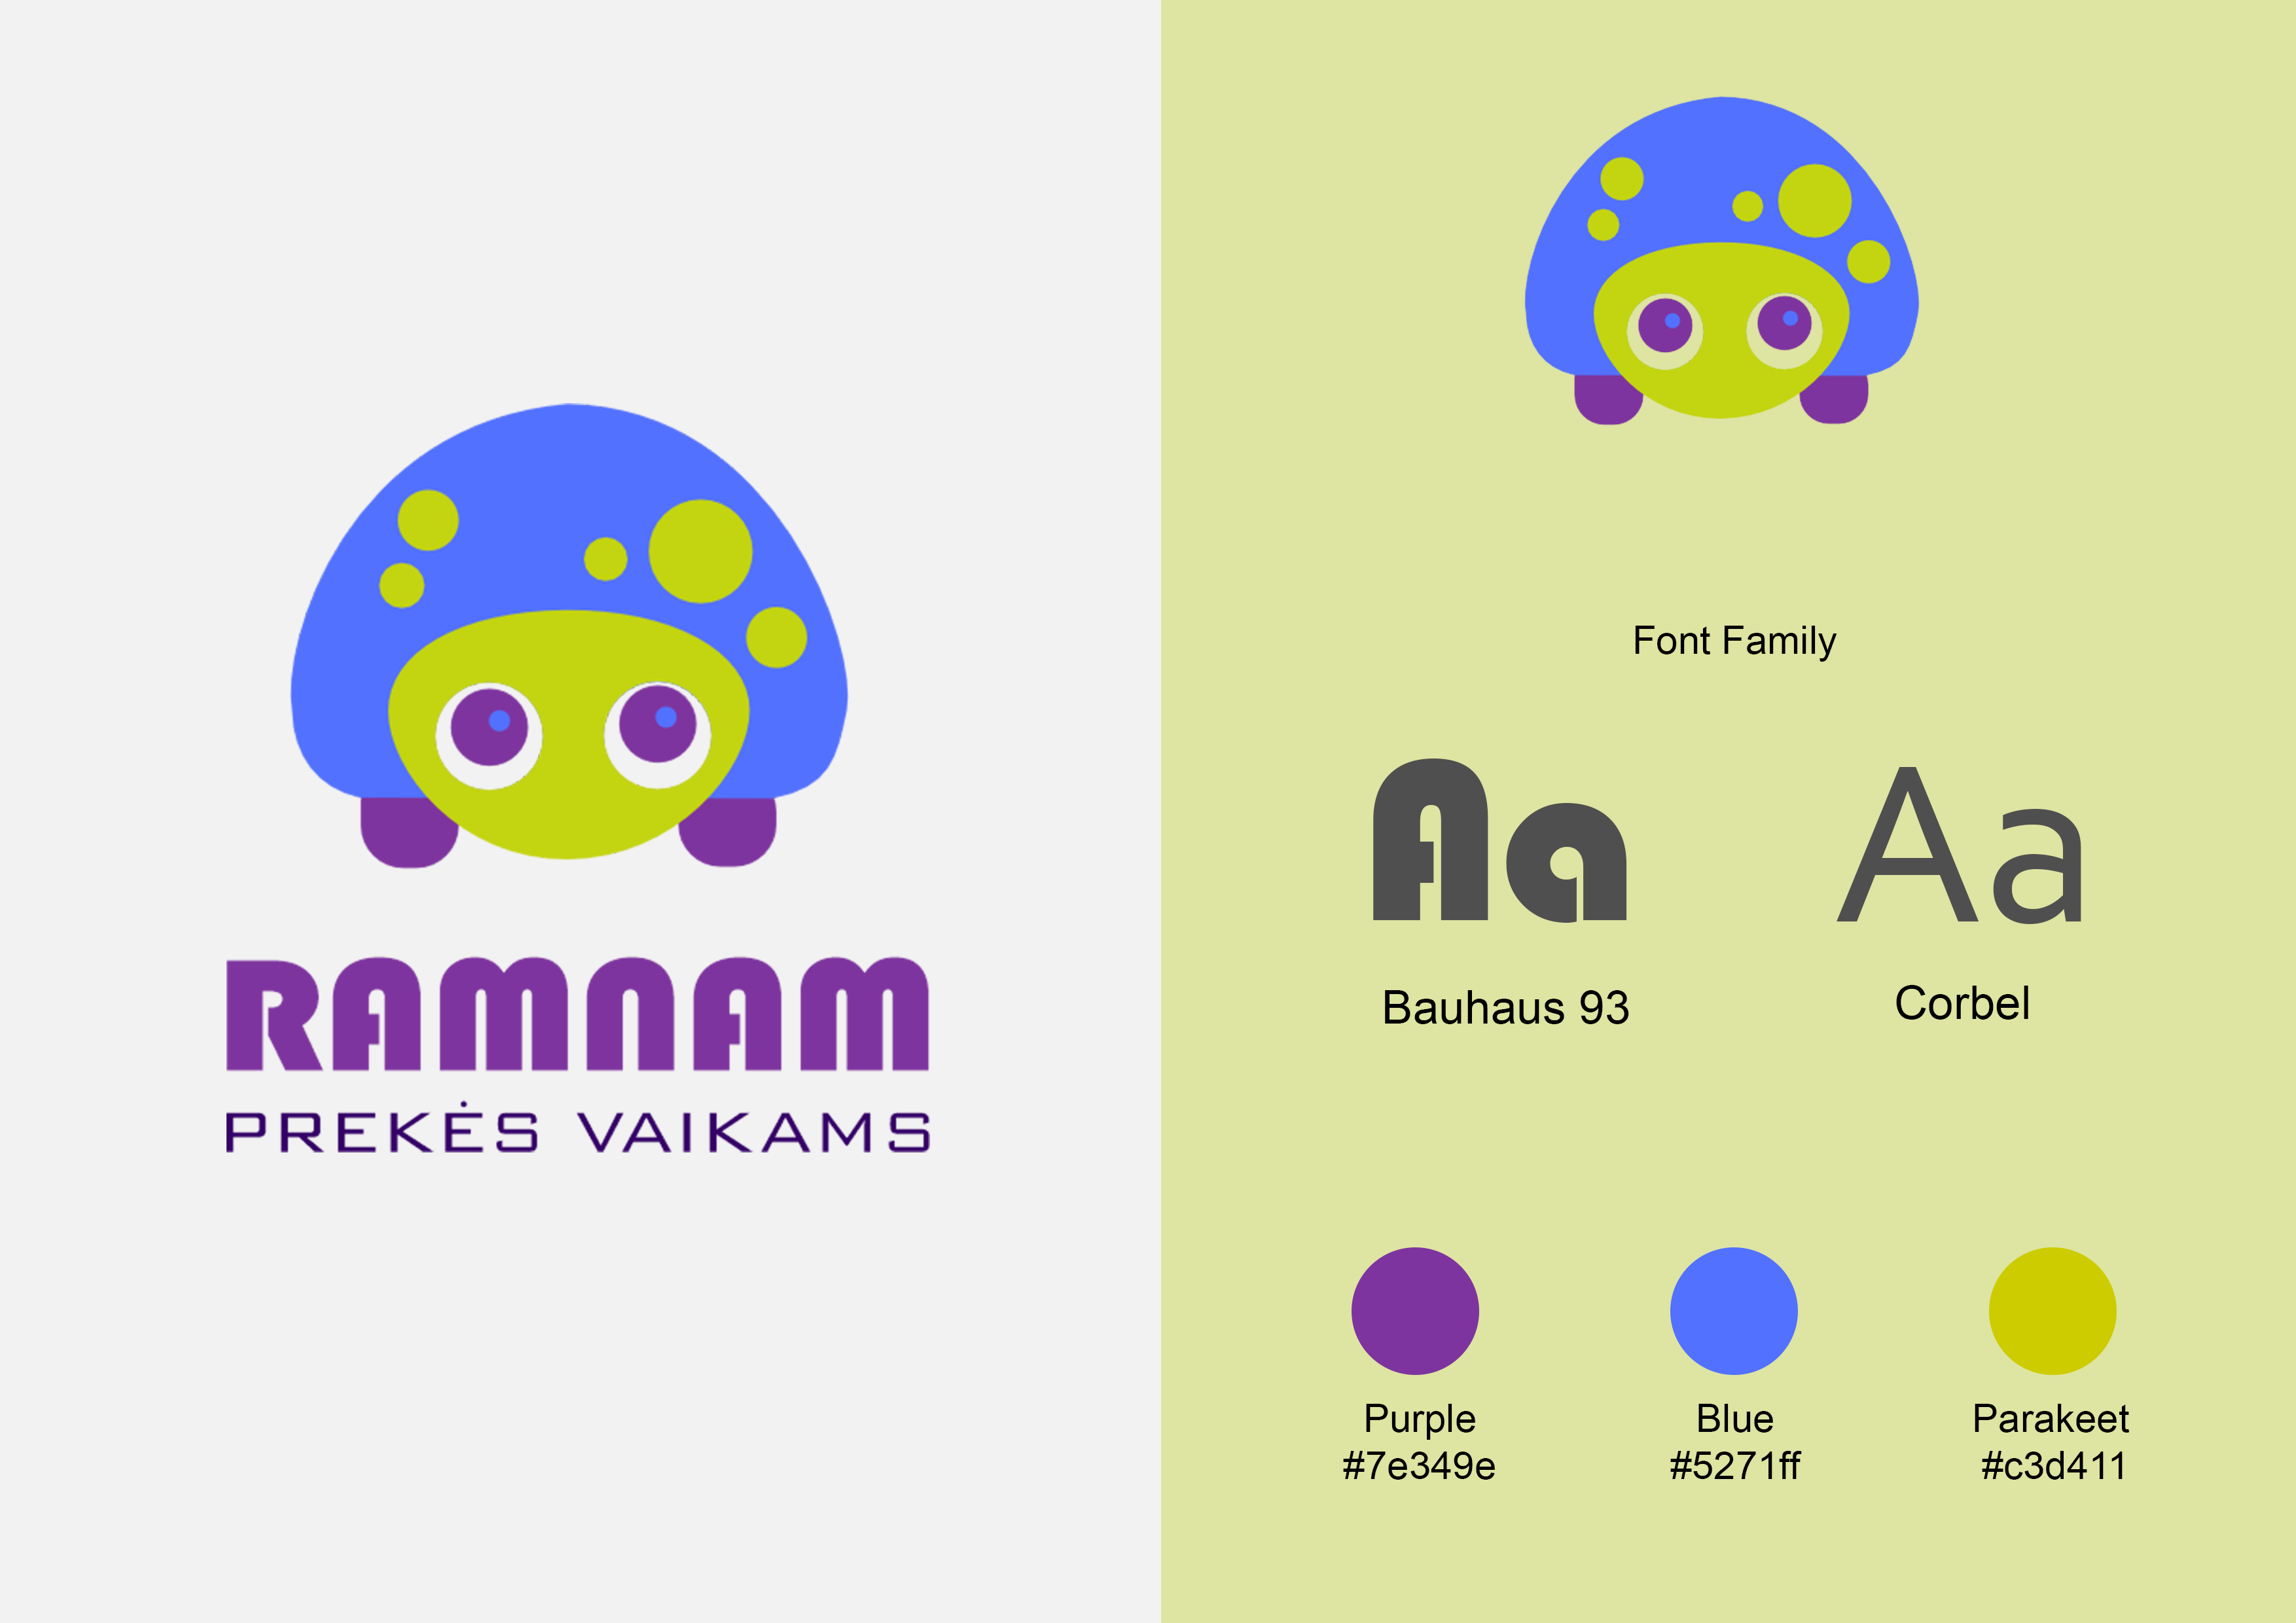 RAMNAM
PREKĖS VAIKAMS
Font Family
Aa Aa
Bauhaus 93 Corbel
Purple Blue Parakeet
#7e349e #5271ff #c3d411